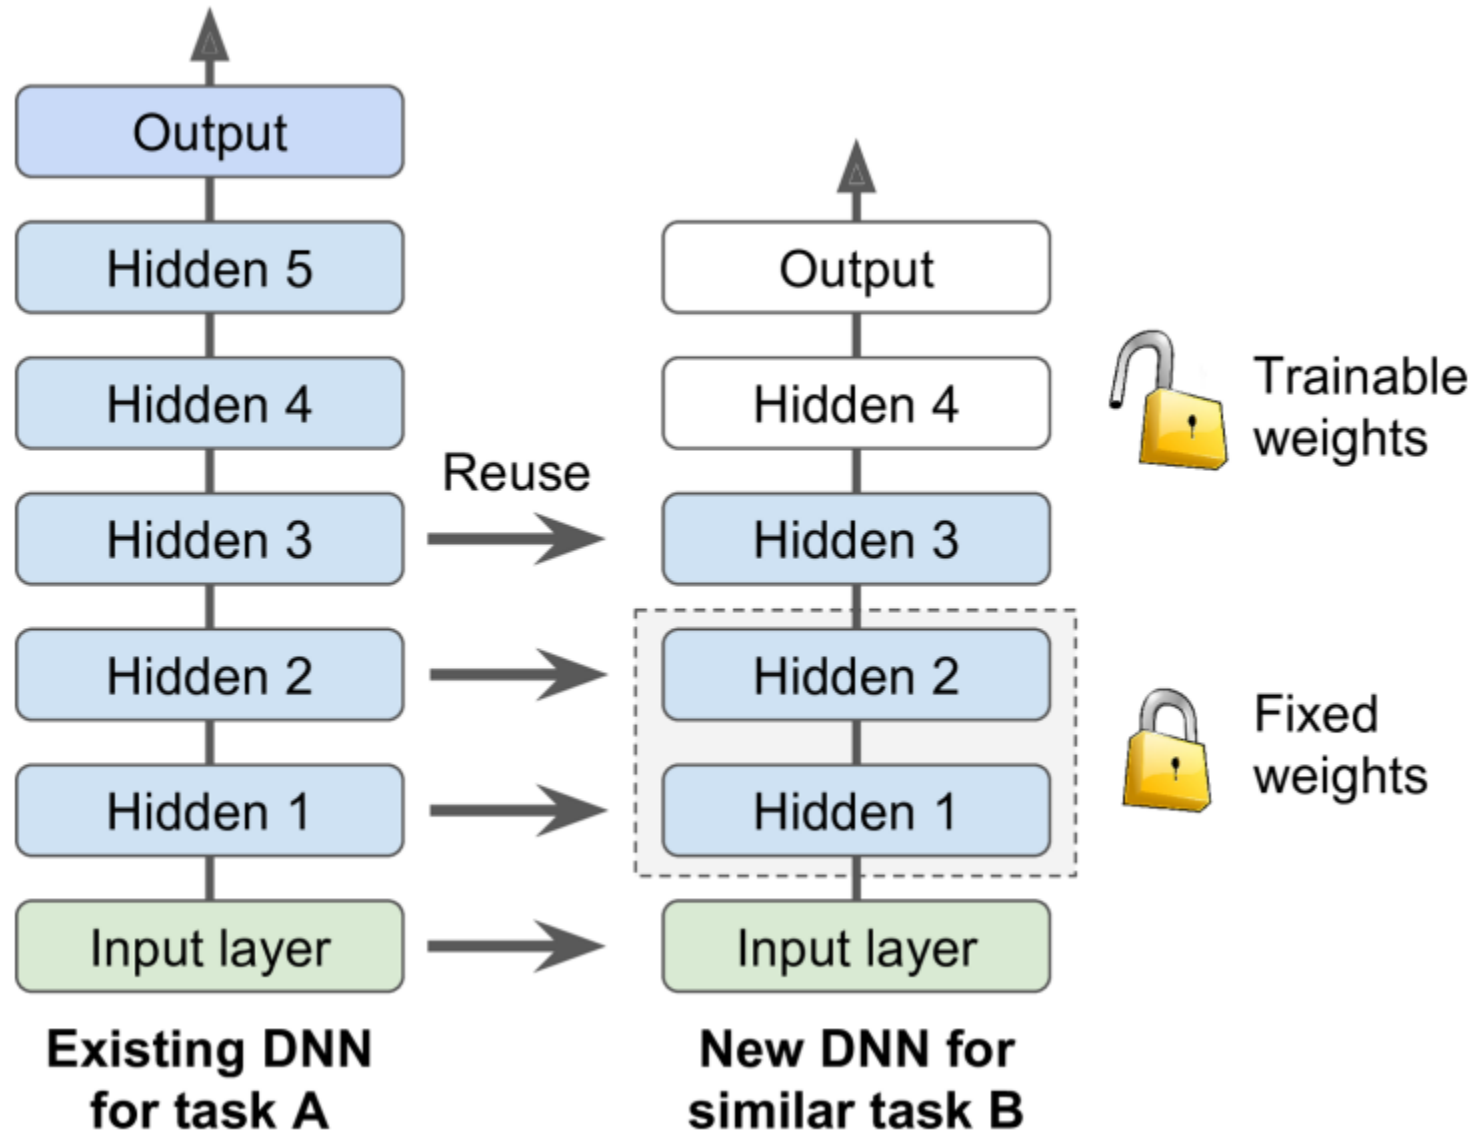 Output
Hidden 5
Hidden 4
Hidden 3
Hidden 2
Hidden 1
Input layer
Existing DNN
for task A
Reuse
Output
Hidden 4
Hidden 3
Hidden 2
Hidden 1
Input layer
New DNN for
similar task B
Trainable
weights
Fixed
weights